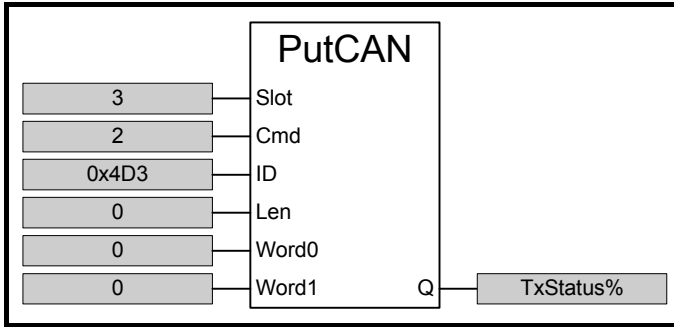 PutCAN
3 Slot
2 Cmd
0x4D3 ID
0 Len
0 Word0
0 Word1 Q TxStatus%